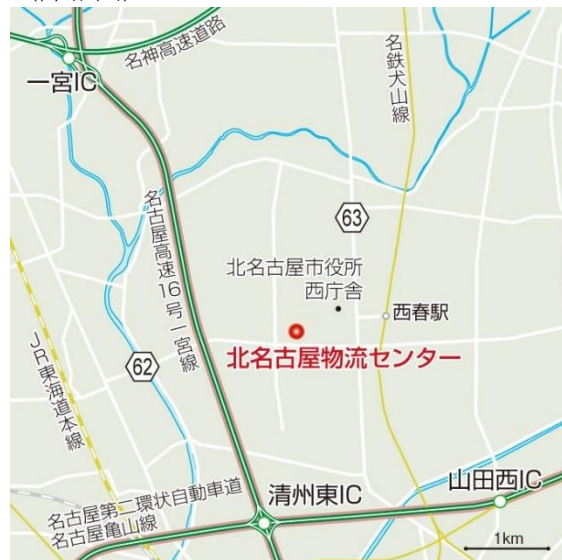 名神高速道路
一宮IC
名鉄犬山線
63
名古屋高速16号一宮線
北名古屋市役所
西庁舎
西春駅
北名古屋物流センター
JR東海道本線
62
清州東IC
山田西IC
名古屋第二環状自動車道
名古屋亀山線
1km